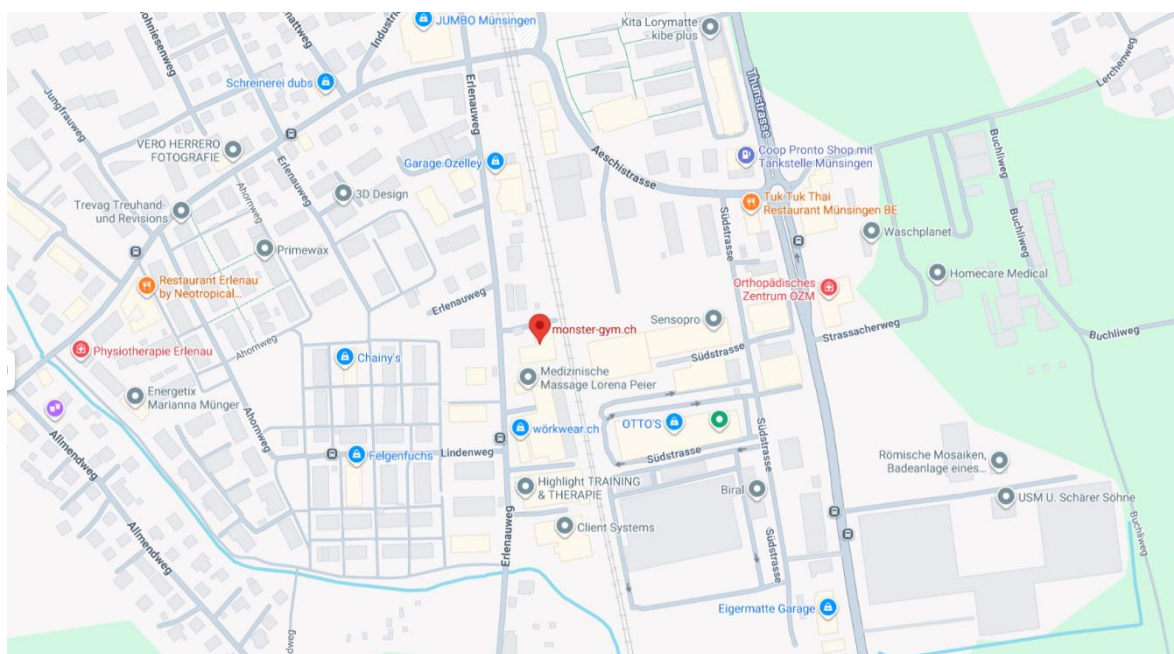 JUMBO Münsingen
Kita Lorymatte
- kibe plus
Industrie
Lerchenweg
Schreinerei dubs
Erlenauweg
Thunstrasse
Jungfrauweg
VERO HERRERO
FOTOGRAFIE
Garage Ozelley
Aeschistrasse
Coop Pronto Shop mit
Tankstelle Münsingen
Buchliweg
Erlenauweg
3D Design
Ahornweg
Trevag Treuhand-
und Revisions
Tuk Tuk Thai
Restaurant Münsingen BE
Südstrasse
Waschplanet
Buchliweg
Primewax
Homecare Medical
Restaurant Erlenau
by Neotropical...
Orthopädisches
Zentrum OZM
Erlenauweg
monster-gym.ch
Sensopro
Strassacherweg
Buchliweg
Physiotherapie Erlenau
Ahornweg
Chainy's
Südstrasse
Medizinische
Massage Lorena Peier
Energetix
Marianna Münger
Ahornweg
wörkwear.ch
OTTO'S
Südstrasse
Allmendweg
Felgenfuchs
Lindenweg
Südstrasse
Römische Mosaiken,
Badeanlage eines...
Highlight TRAINING
& THERAPIE
Biral
USM U. Schärer Söhne
Allmendweg
Erlenauweg
Client Systems
Südstrasse
Buchliweg
Eigermatte Garage